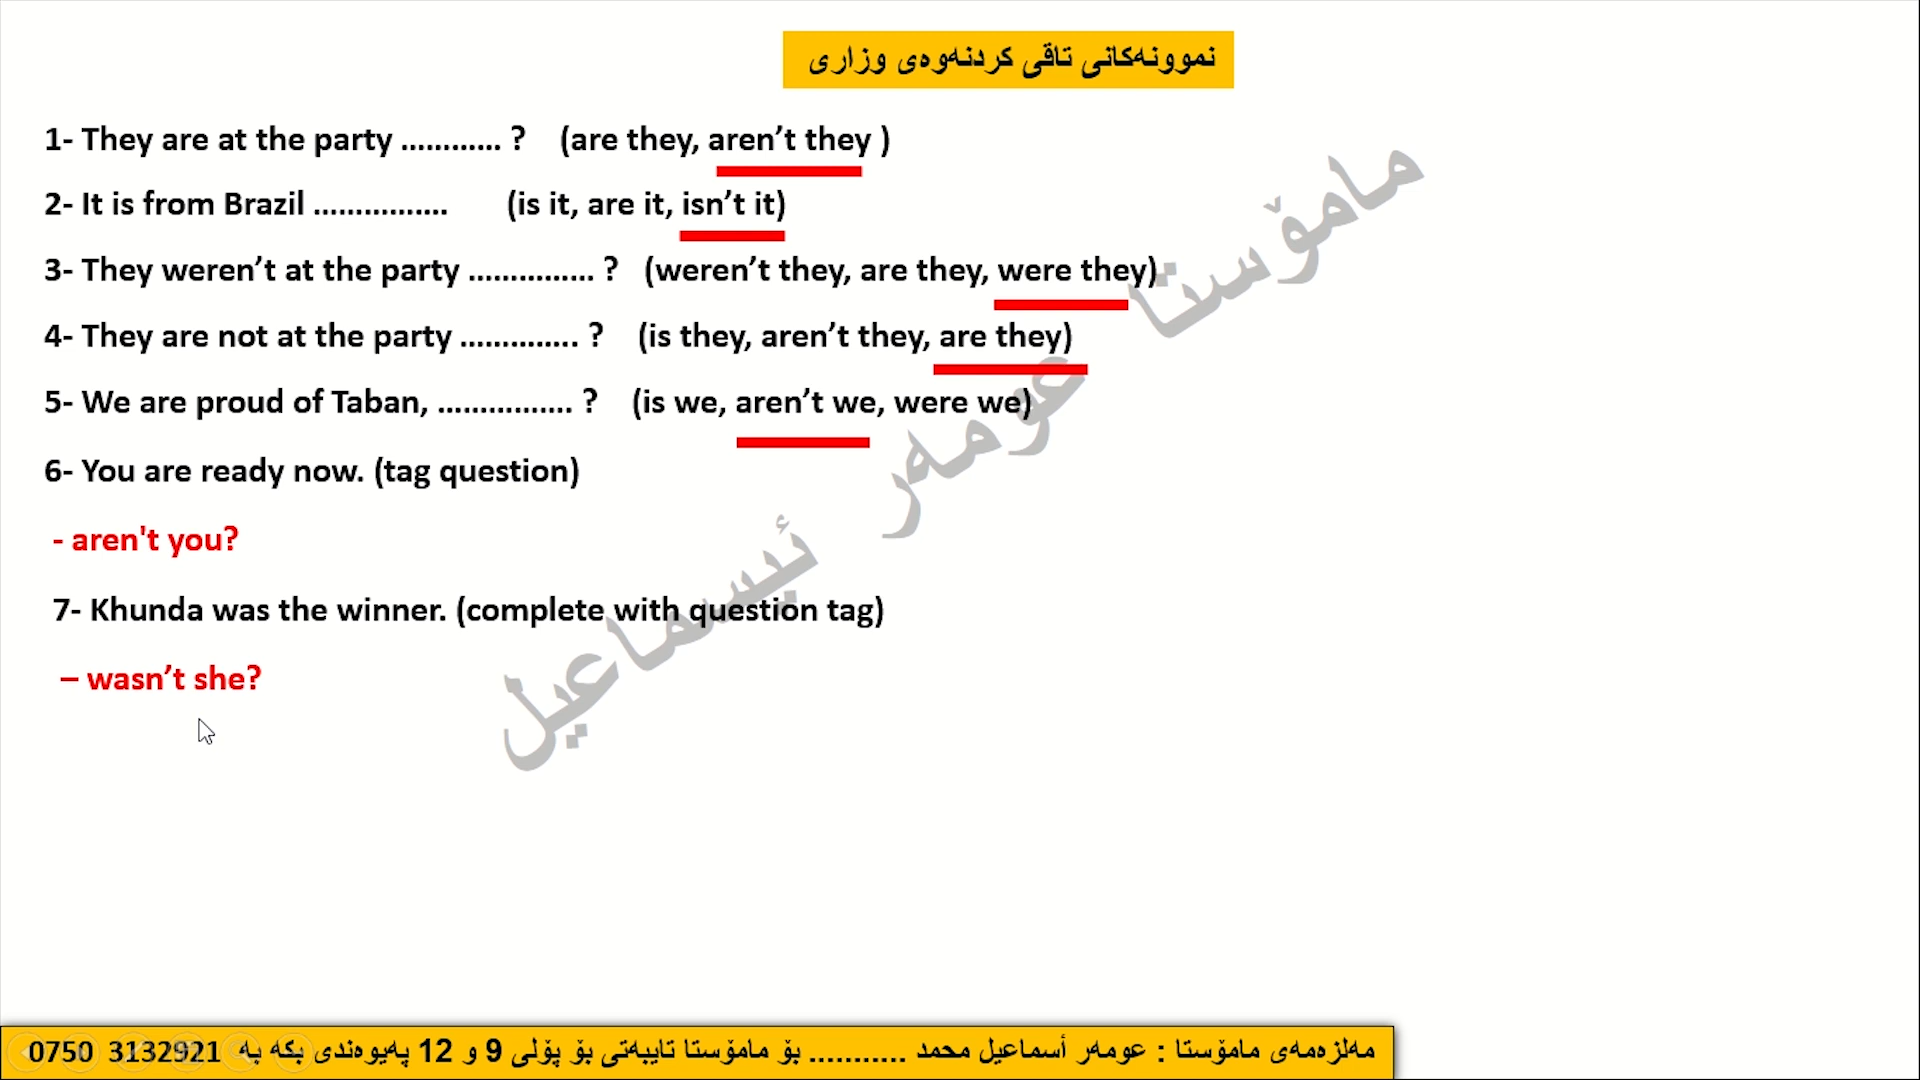 نموونەکانی تاقی کردنەوەی وزاری
1- They are at the party ............ ? (are they, aren’t they )
2- It is from Brazil ................ (is it, are it, isn’t it)
3- They weren’t at the party ............... ? (weren’t they, are they, were they)
4- They are not at the party .............. ? (is they, aren’t they, are they)
5- We are proud of Taban, ................ ? (is we, aren’t we, were we)
6- You are ready now. (tag question)
- aren't you?
7- Khunda was the winner. (complete with question tag)
– wasn’t she?
مامۆستا عومەر ئیسماعیل
مەلزەمەی مامۆستا : عومەر أسماعیل محمد ........... بۆ مامۆستا تایبەتی بۆ پۆلی 9 و 12 پەیوەندی بکە بە 3132921 0750